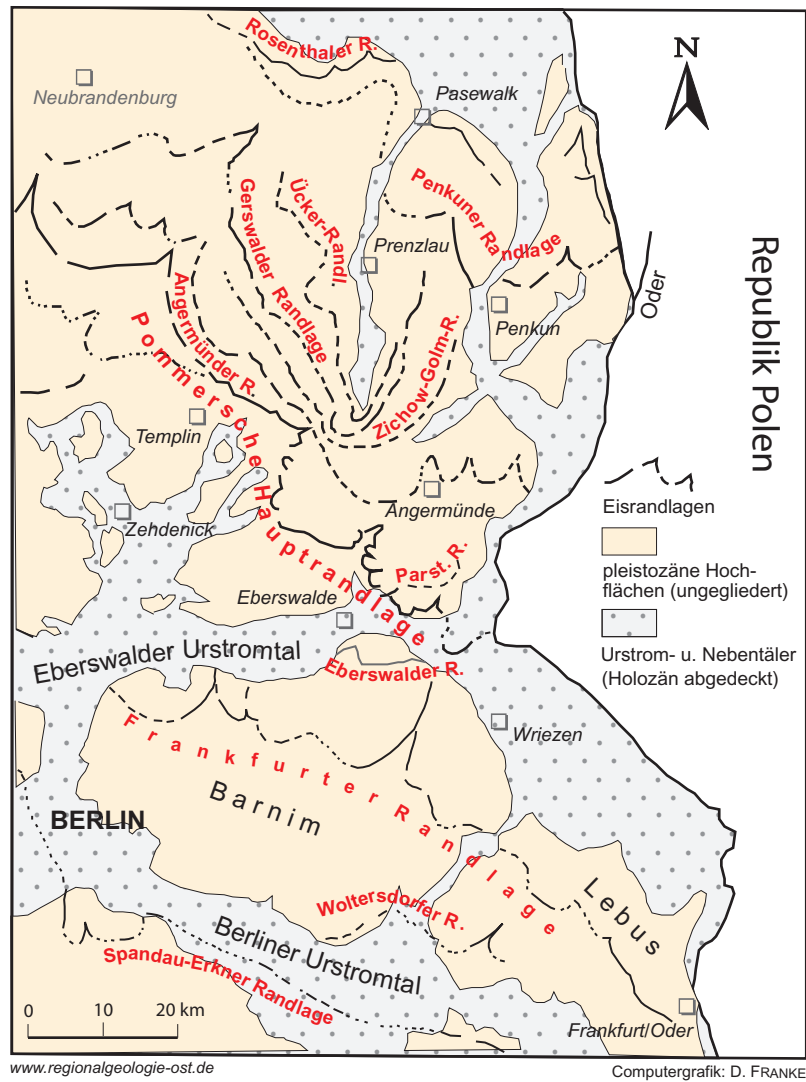 Rosenthaler R.
N
Neubrandenburg
Pasewalk
Penkuner Randlage
Ücker-Randl
Gerswalder Randlage
Prenzlau
Angermünder R.
Penkun
Oder
Republik Polen
Zichow-Golm-R.
Pommersche Hauptrandlage
Templin
Angermünde
Zehdenick
Eisrandlagen
pleistozäne Hoch-
flächen (ungegliedert)
Parst. R.
Eberswalde
Urstrom- u. Nebentäler
(Holozän abgedeckt)
Eberswalder Urstromtal
Eberswalder R.
Wriezen
Frankfurter Randlage
Barnim
BERLIN
Lebus
Woltersdorfer R.
Berliner Urstromtal
Spandau-Erkner Randlage
0 10 20 km
Frankfurt/Oder
www.regionalgeologie-ost.de
Computergrafik: D. FRANKE